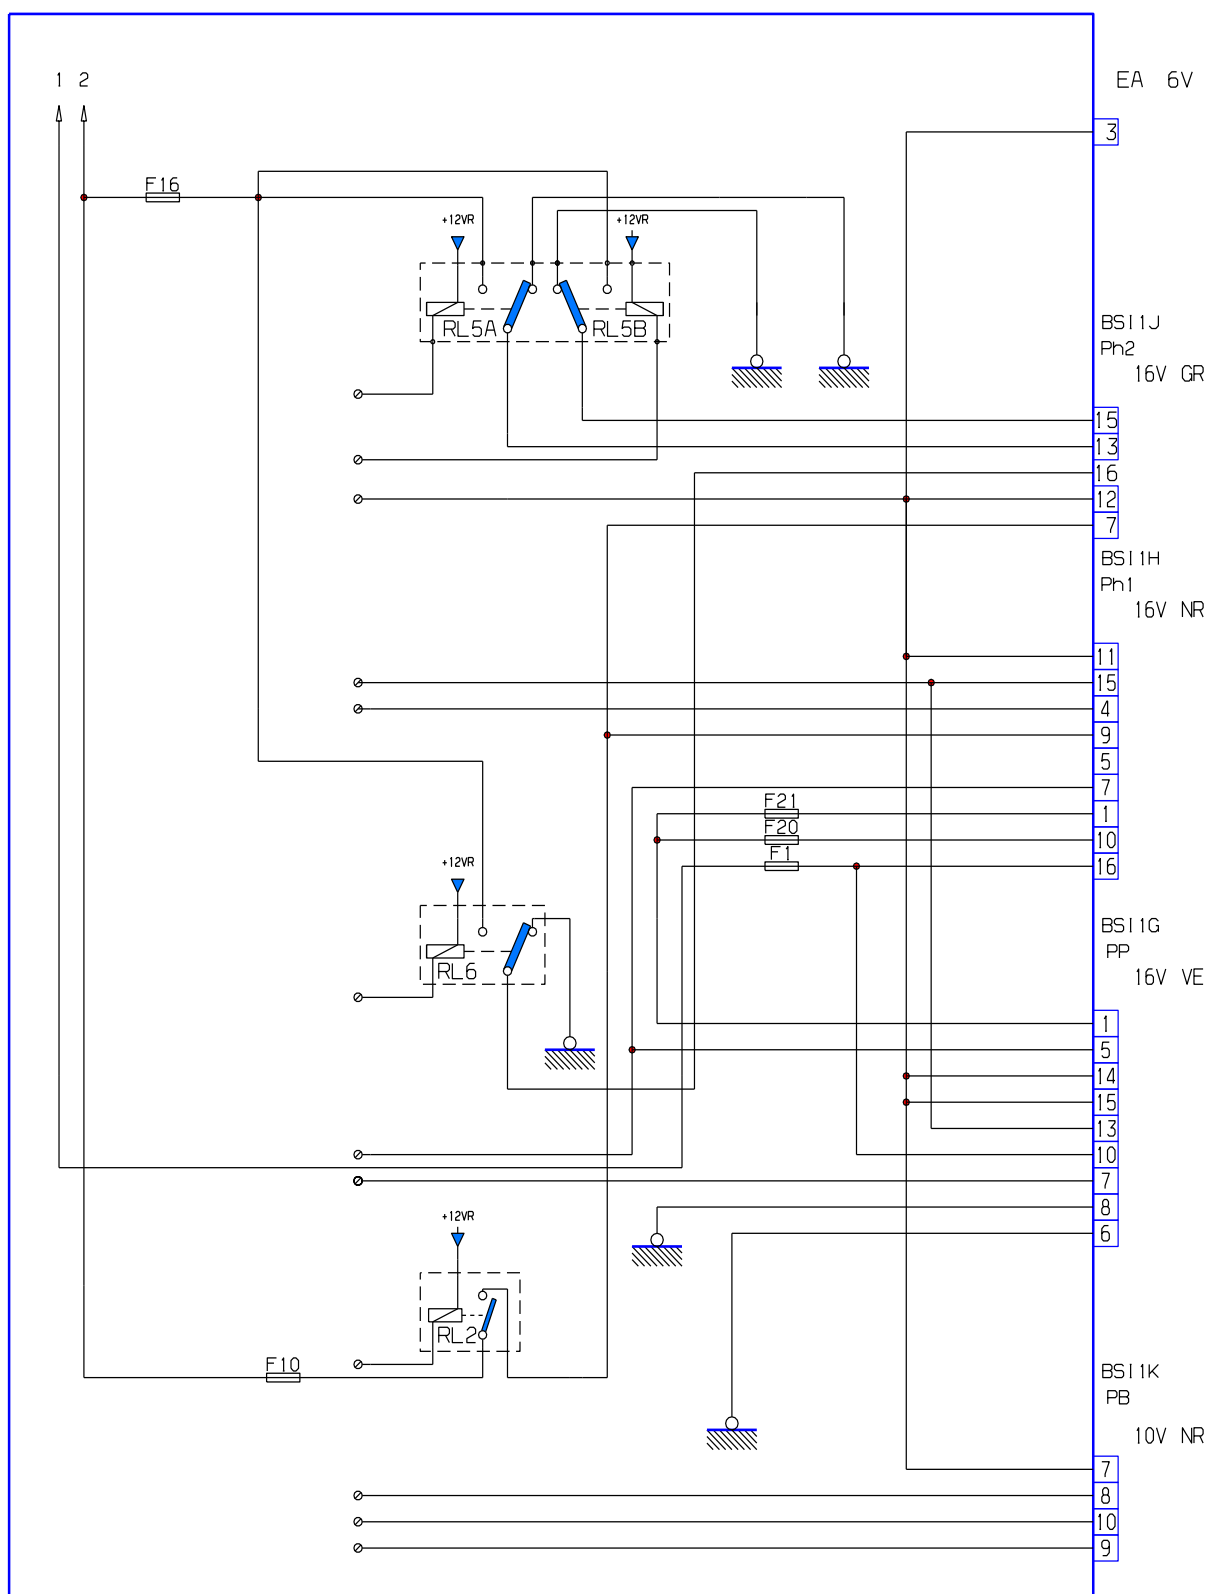 1 2
EA 6V
3
F16
+12VR
+12VR
RL5A
RL5B
BSI1J
Ph2
16V GR
15
13
16
12
7
BSI1H
Ph1
16V NR
11
15
4
9
5
7
F21
1
F20
10
F1
16
+12VR
RL6
BSI1G
PP
16V VE
1
5
14
15
13
10
7
8
6
+12VR
RL2
F10
BSI1K
PB
10V NR
7
8
10
9